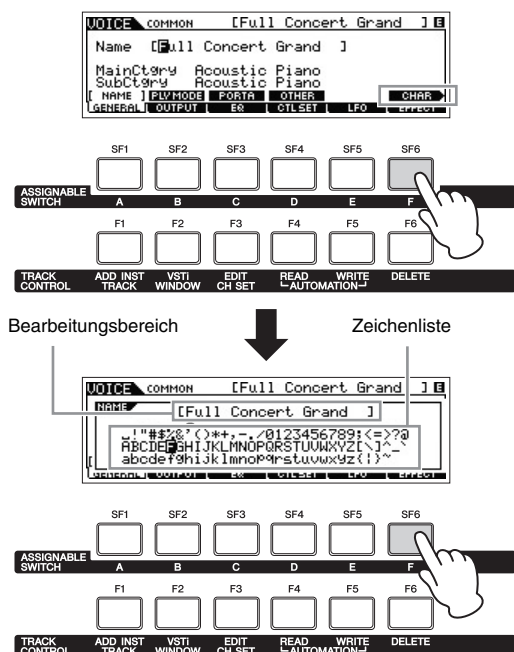 VOICE COMMON [Full Concert Grand ] E
Name [Full Concert Grand ]
MainCtgry Acoustic Piano
SubCtgry Acoustic Piano
[ NAME ] PLYMODE PORTA OTHER CHAR
GENERAL OUTPUT EQ CTLSET LFO EFFECT
SF1 SF2 SF3 SF4 SF5 SF6
ASSIGNABLE
SWITCH A B C D E F
F1 F2 F3 F4 F5 F6
TRACK
CONTROL ADD INST
TRACK VSTi
WINDOW EDIT
CH SET READ WRITE
AUTOMATION DELETE
Bearbeitungsbereich Zeichenliste
VOICE COMMON [Full Concert Grand ] E
NAME
[Full Concert Grand ]
␣!"#$%&'()*+,-./0123456789:;<=>?@
ABCDEFGHIJKLMNOPQRSTUVWXYZ[\]^_`
abcdefghijklmnopqrstuvwxyz{|}~
GENERAL OUTPUT EQ CTLSET LFO EFFECT
SF1 SF2 SF3 SF4 SF5 SF6
ASSIGNABLE
SWITCH A B C D E F
F1 F2 F3 F4 F5 F6
TRACK
CONTROL ADD INST
TRACK VSTi
WINDOW EDIT
CH SET READ WRITE
AUTOMATION DELETE